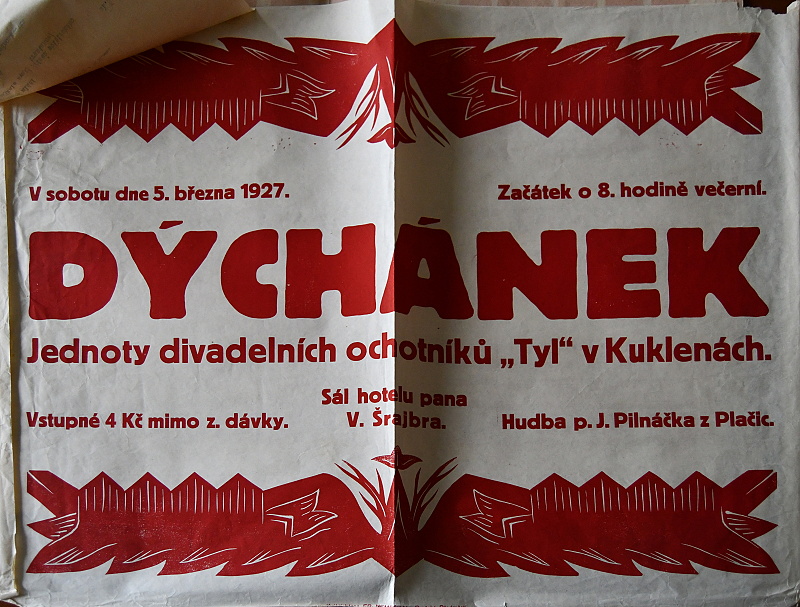 V sobotu dne 5. března 1927.
Začátek o 8. hodině večerní.
DÝCHÁNEK
Jednoty divadelních ochotníků „Tyl“ v Kuklenách.
Vstupné 4 Kč mimo z. dávky.
Sál hotelu pana
V. Šrajbra.
Hudba p. J. Pilnáčka z Plačic.